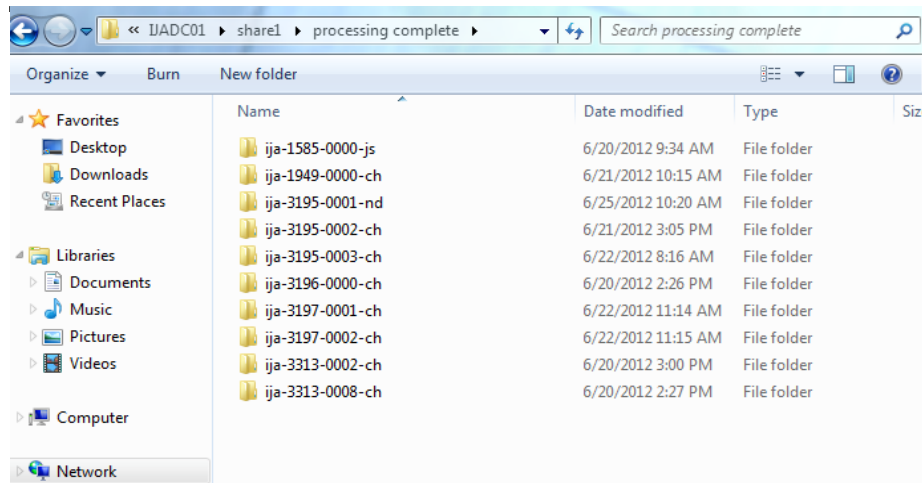 « IJADC01 ▸ share1 ▸ processing complete ▸ Search processing complete
Organize Burn New folder
Name Date modified Type Siz
Favorites
Desktop
Downloads
Recent Places
Libraries
Documents
Music
Pictures
Videos
Computer
Network
ija-1585-0000-js 6/20/2012 9:34 AM File folder
ija-1949-0000-ch 6/21/2012 10:15 AM File folder
ija-3195-0001-nd 6/25/2012 10:20 AM File folder
ija-3195-0002-ch 6/21/2012 3:05 PM File folder
ija-3195-0003-ch 6/22/2012 8:16 AM File folder
ija-3196-0000-ch 6/20/2012 2:26 PM File folder
ija-3197-0001-ch 6/22/2012 11:14 AM File folder
ija-3197-0002-ch 6/22/2012 11:15 AM File folder
ija-3313-0002-ch 6/20/2012 3:00 PM File folder
ija-3313-0008-ch 6/20/2012 2:27 PM File folder